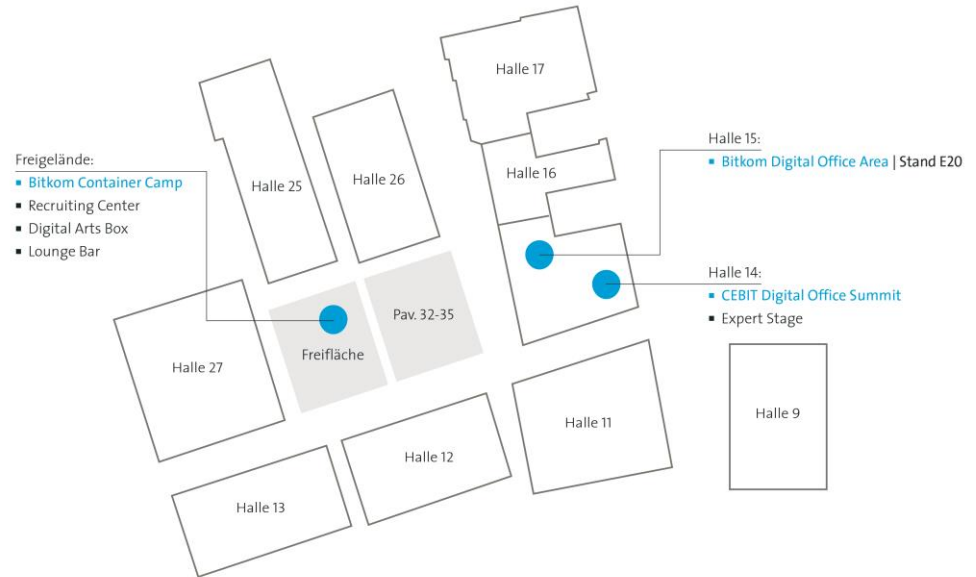 Halle 17
Freigelände:
▪ Bitkom Container Camp
▪ Recruiting Center
▪ Digital Arts Box
▪ Lounge Bar
Halle 25
Halle 26
Halle 16
Halle 15:
▪ Bitkom Digital Office Area | Stand E20
Halle 14:
▪ CEBIT Digital Office Summit
▪ Expert Stage
Pav. 32-35
Freifläche
Halle 27
Halle 9
Halle 11
Halle 12
Halle 13